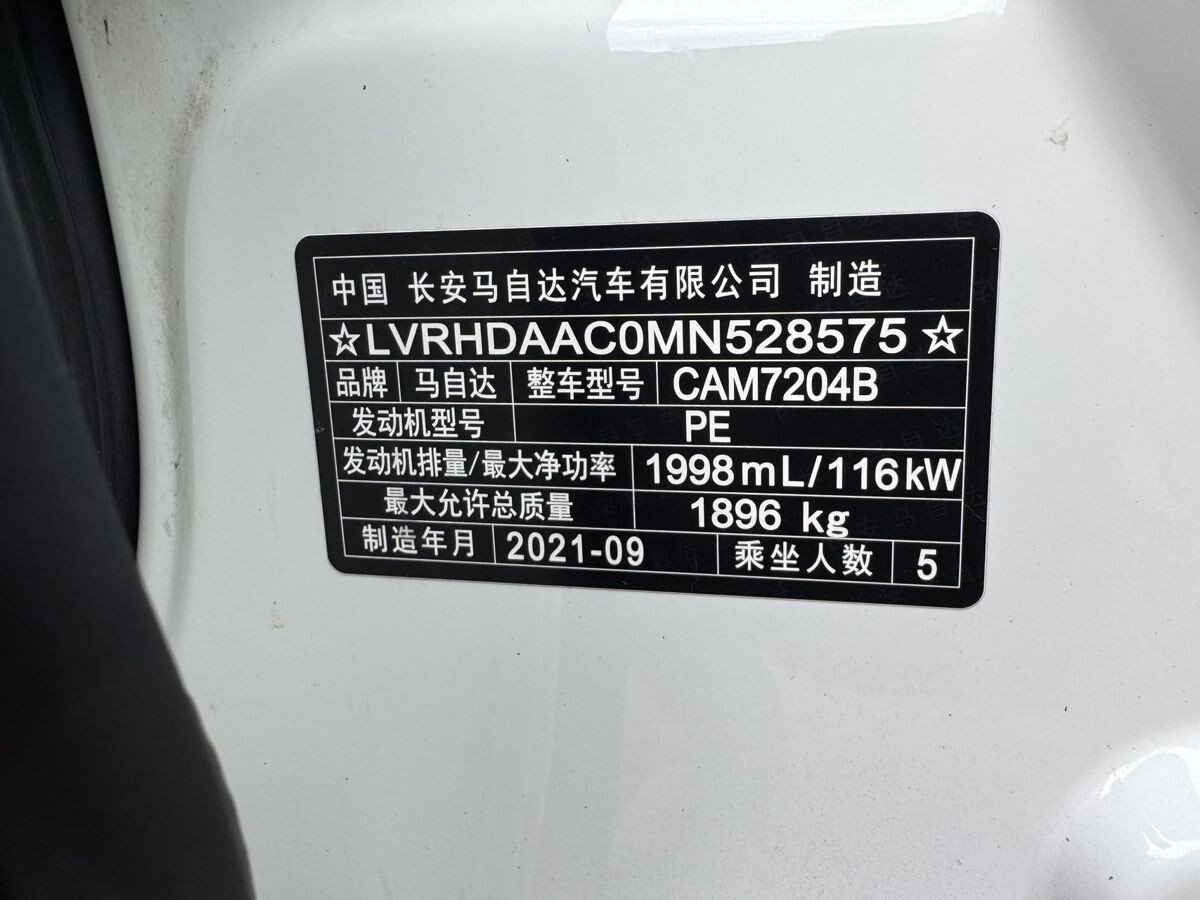 中国 长安马自达汽车有限公司 制造
☆LVRHDAAC0MN528575☆
品牌 马自达 整车型号 CAM7204B
发动机型号 PE
发动机排量/最大净功率 1998mL/116kW
最大允许总质量 1896 kg
制造年月 2021-09 乘坐人数 5